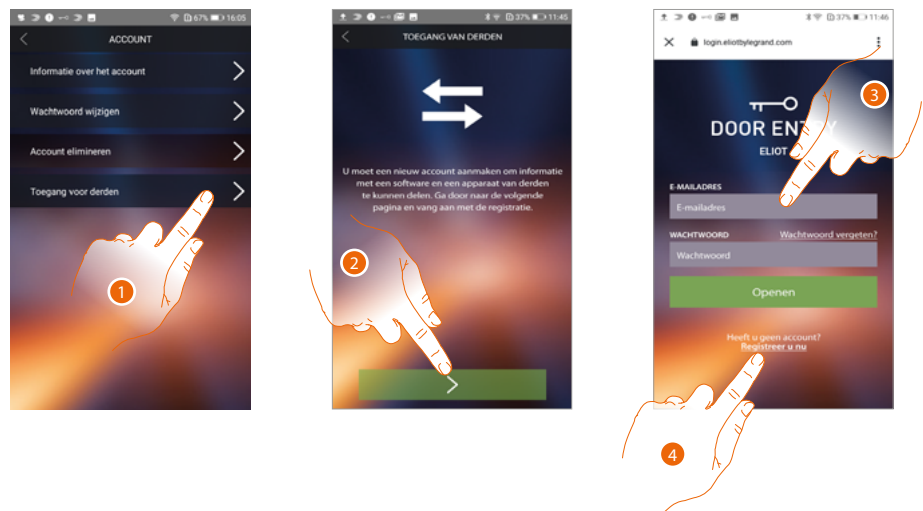 67% 16:05
ACCOUNT
Informatie over het account
Wachtwoord wijzigen
Account elimineren
Toegang voor derden
1
37% 11:45
TOEGANG VAN DERDEN
U moet een nieuw account aanmaken om informatie
met een software en een apparaat van derden
te kunnen delen. Ga door naar de volgende
pagina en vang aan met de registratie.
2
37% 11:46
login.eliotbylegrand.com
3
DOOR ENTRY
ELIOT
E-MAILADRES
E-mailadres
WACHTWOORD Wachtwoord vergeten?
Wachtwoord
Openen
Heeft u geen account?
Registreer u nu
4